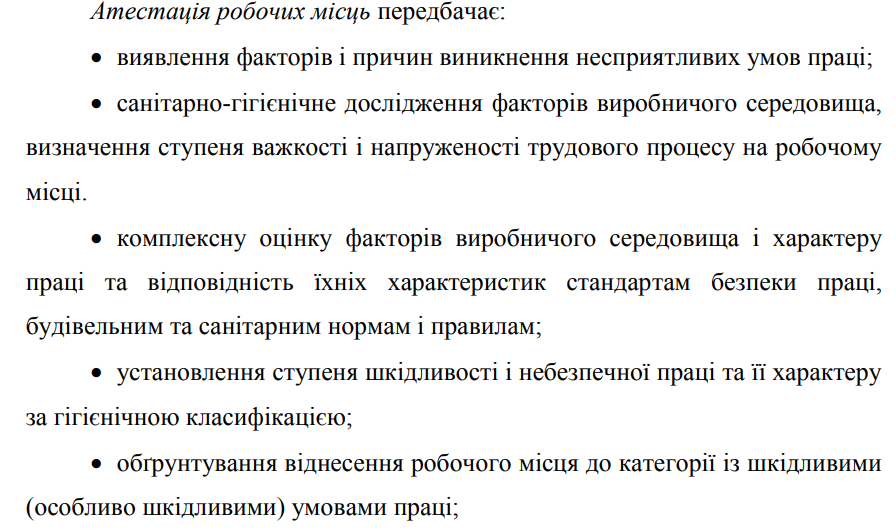 Атестація робочих місць передбачає:
• виявлення факторів і причин виникнення несприятливих умов праці;
• санітарно-гігієнічне дослідження факторів виробничого середовища,
визначення ступеня важкості і напруженості трудового процесу на робочому
місці.
• комплексну оцінку факторів виробничого середовища і характеру
праці та відповідність їхніх характеристик стандартам безпеки праці,
будівельним та санітарним нормам і правилам;
• установлення ступеня шкідливості і небезпечної праці та її характеру
за гігієнічною класифікацією;
• обґрунтування віднесення робочого місця до категорії із шкідливими
(особливо шкідливими) умовами праці;